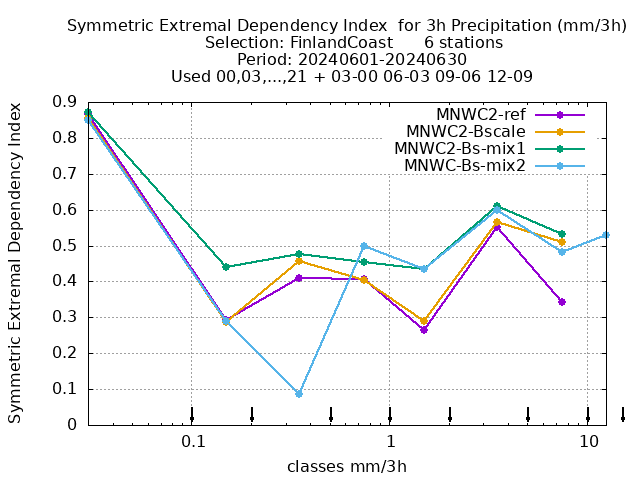 Symmetric Extremal Dependency Index  for 3h Precipitation (mm/3h)
Selection: FinlandCoast      6 stations
Period: 20240601-20240630
Used 00,03,...,21 + 03-00 06-03 09-06 12-09
Symmetric Extremal Dependency Index
0.9
0.8
0.7
0.6
0.5
0.4
0.3
0.2
0.1
0
MNWC2-ref
MNWC2-Bscale
MNWC2-Bs-mix1
MNWC-Bs-mix2
0.1
1
10
classes mm/3h